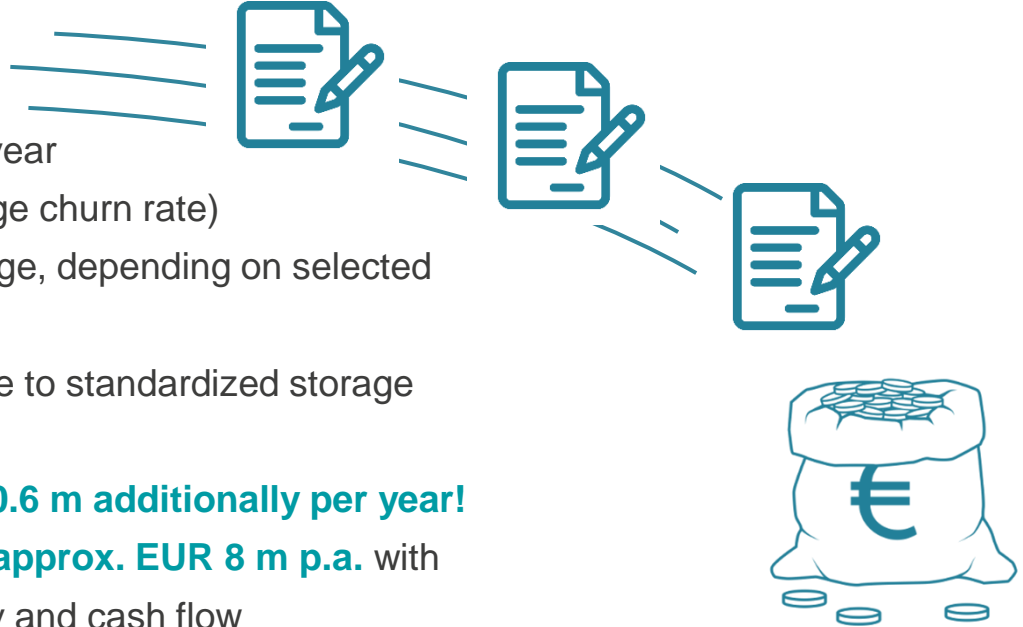 year
ge churn rate)
ge, depending on selected
e to standardized storage
0.6 m additionally per year!
approx. EUR 8 m p.a. with
y and cash flow
€